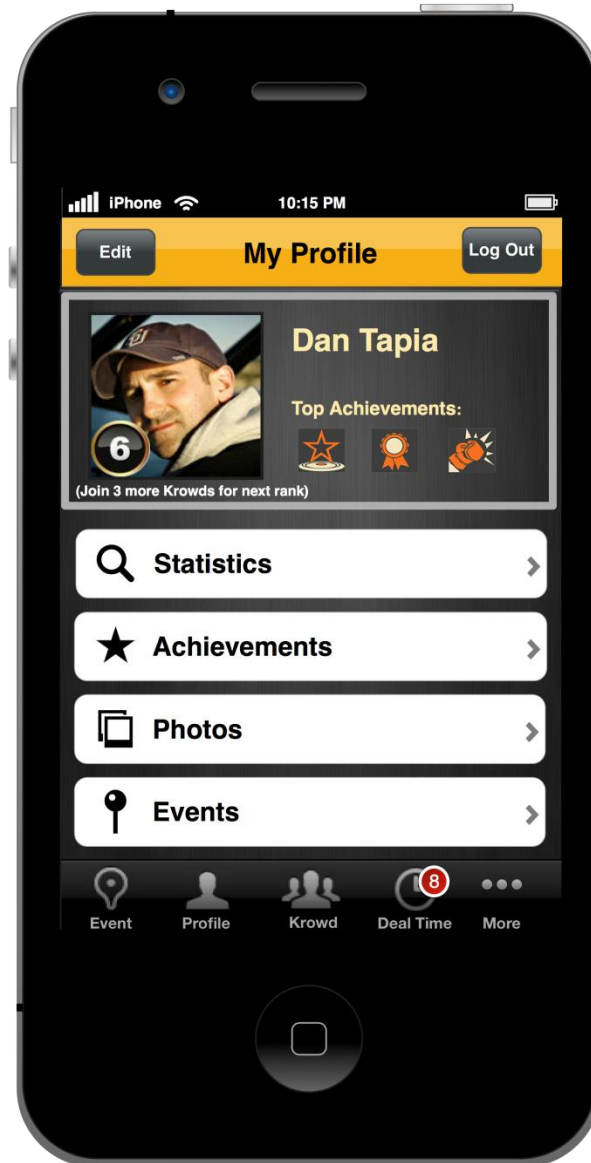 iPhone 10:15 PM
Edit My Profile Log Out
Dan Tapia
Top Achievements:
6
(Join 3 more Krowds for next rank)
Statistics
Achievements
Photos
Events
8
Event Profile Krowd Deal Time More